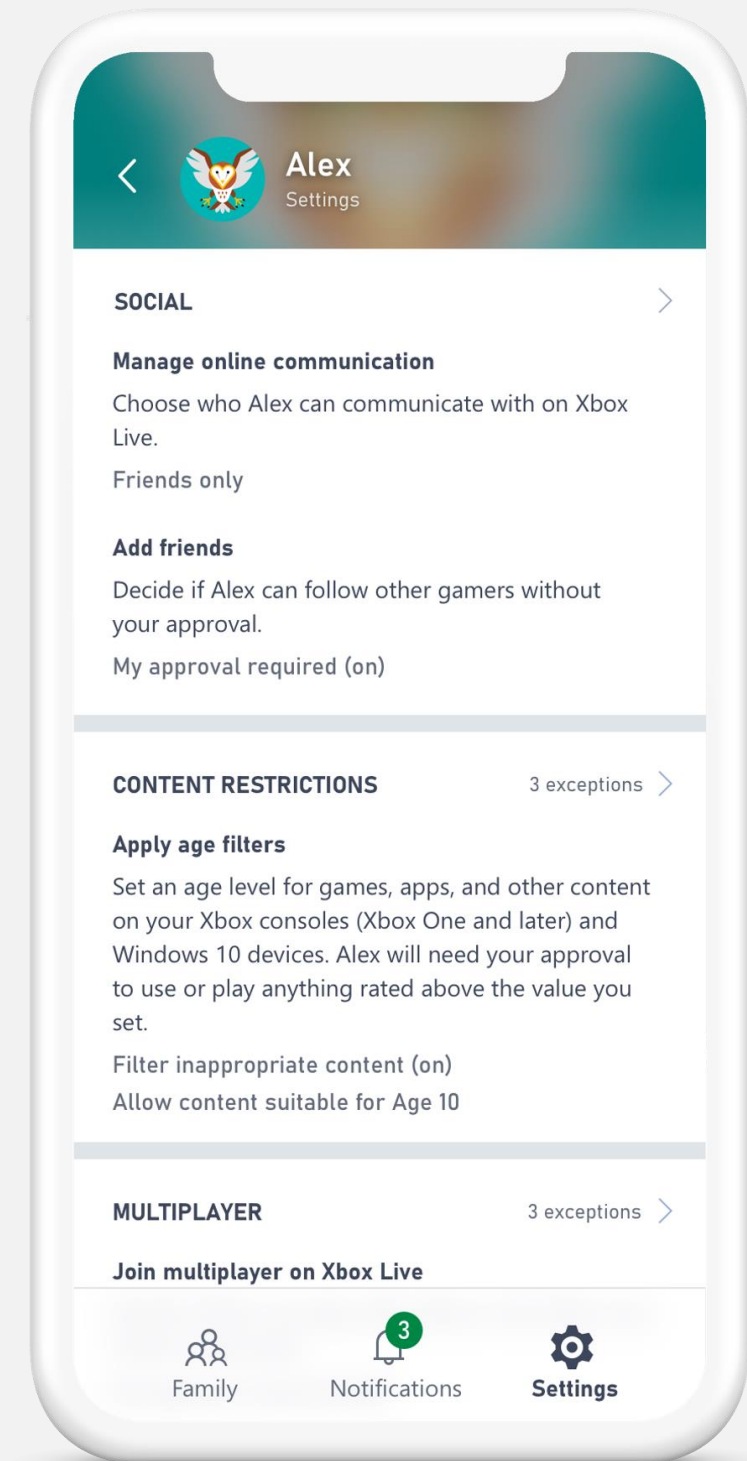 Alex
Settings
SOCIAL
Manage online communication
Choose who Alex can communicate with on Xbox
Live.
Friends only
Add friends
Decide if Alex can follow other gamers without
your approval.
My approval required (on)
CONTENT RESTRICTIONS 3 exceptions
Apply age filters
Set an age level for games, apps, and other content
on your Xbox consoles (Xbox One and later) and
Windows 10 devices. Alex will need your approval
to use or play anything rated above the value you
set.
Filter inappropriate content (on)
Allow content suitable for Age 10
MULTIPLAYER 3 exceptions
Join multiplayer on Xbox Live
3
Family Notifications Settings